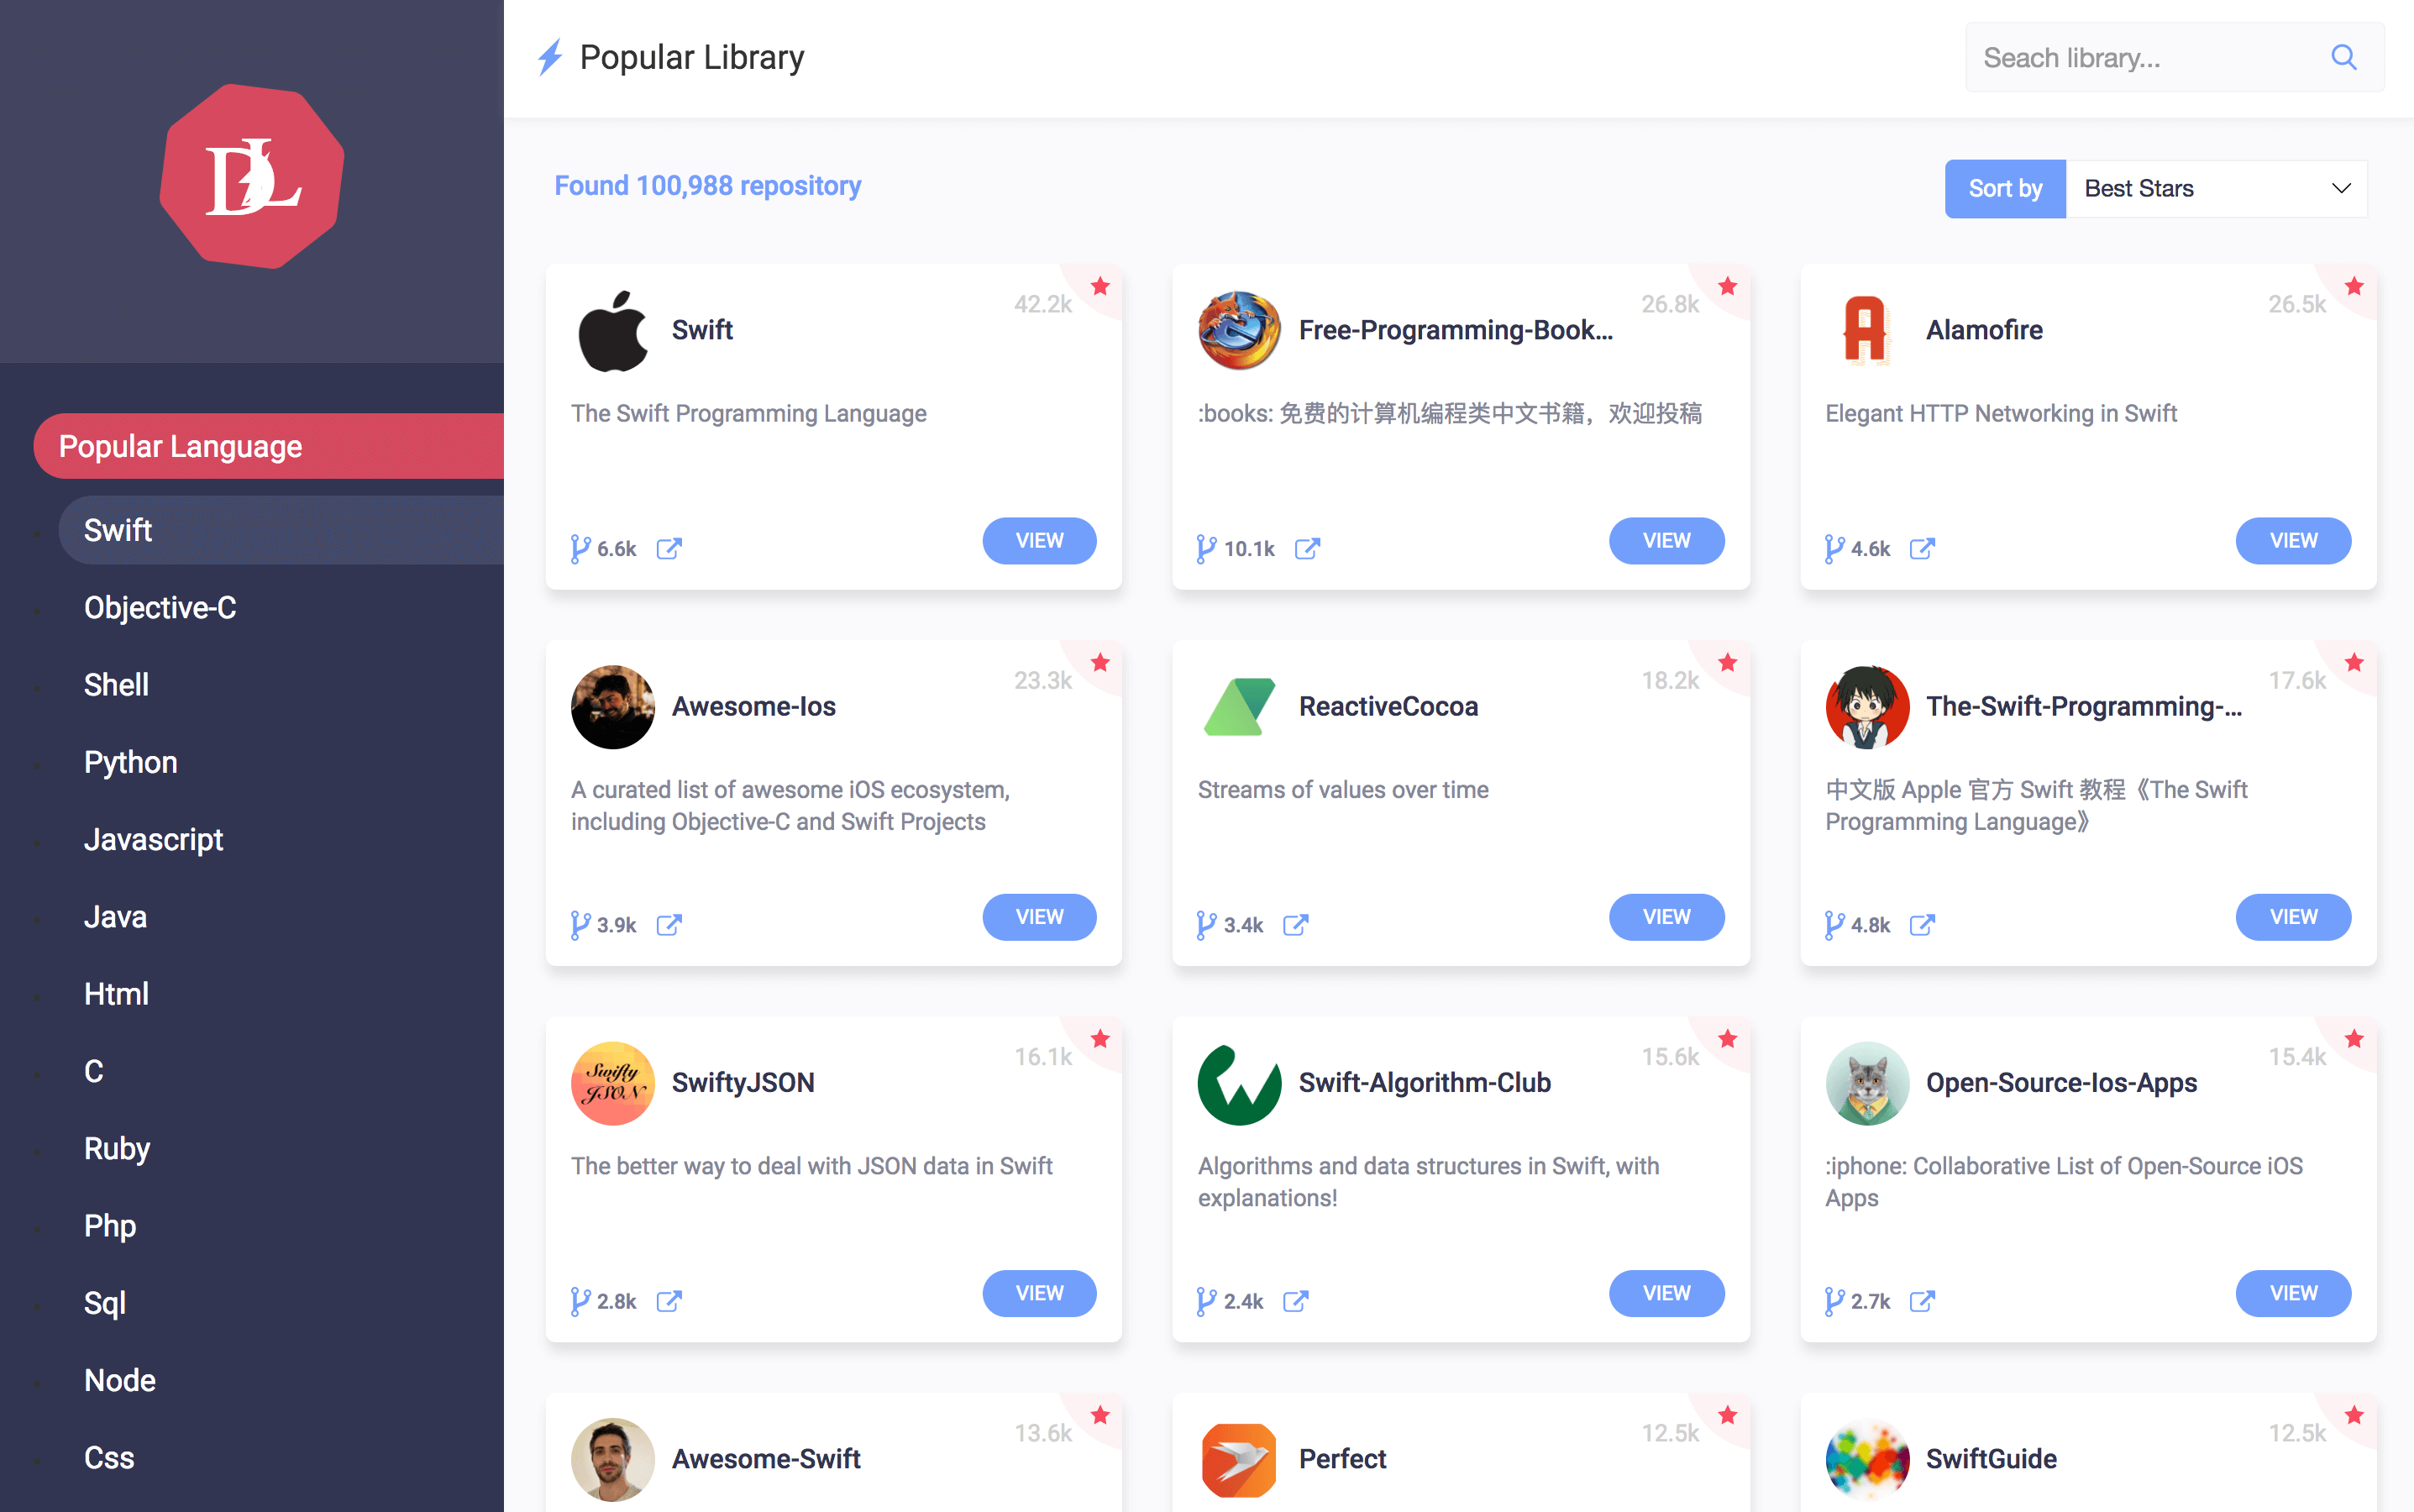 DL
Popular Language
Swift
Objective-C
Shell
Python
Javascript
Java
Html
C
Ruby
Php
Sql
Node
Css
Popular Library
Seach library...
Found 100,988 repository
Sort by
Best Stars
42.2k
Swift
The Swift Programming Language
6.6k
VIEW
26.8k
Free-Programming-Book...
:books: 免费的计算机编程类中文书籍，欢迎投稿
10.1k
VIEW
26.5k
Alamofire
Elegant HTTP Networking in Swift
4.6k
VIEW
23.3k
Awesome-Ios
A curated list of awesome iOS ecosystem,
including Objective-C and Swift Projects
3.9k
VIEW
18.2k
ReactiveCocoa
Streams of values over time
3.4k
VIEW
17.6k
The-Swift-Programming-...
中文版 Apple 官方 Swift 教程《The Swift
Programming Language》
4.8k
VIEW
16.1k
Swifty
JSON
SwiftyJSON
The better way to deal with JSON data in Swift
2.8k
VIEW
15.6k
Swift-Algorithm-Club
Algorithms and data structures in Swift, with
explanations!
2.4k
VIEW
15.4k
Open-Source-Ios-Apps
:iphone: Collaborative List of Open-Source iOS
Apps
2.7k
VIEW
13.6k
Awesome-Swift
12.5k
Perfect
12.5k
SwiftGuide